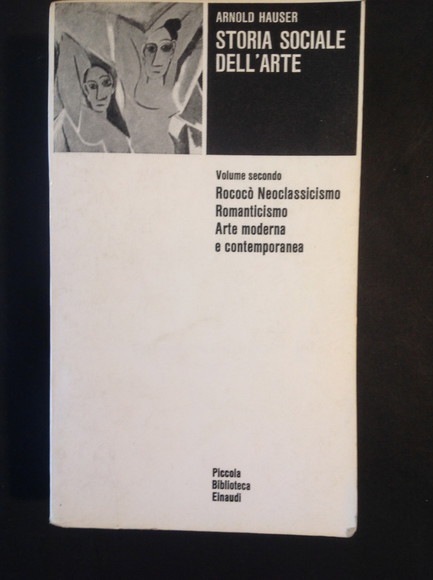 ARNOLD HAUSER
STORIA SOCIALE
DELL'ARTE
Volume secondo
Rococò Neoclassicismo
Romanticismo
Arte moderna
e contemporanea
Piccola
Biblioteca
Einaudi